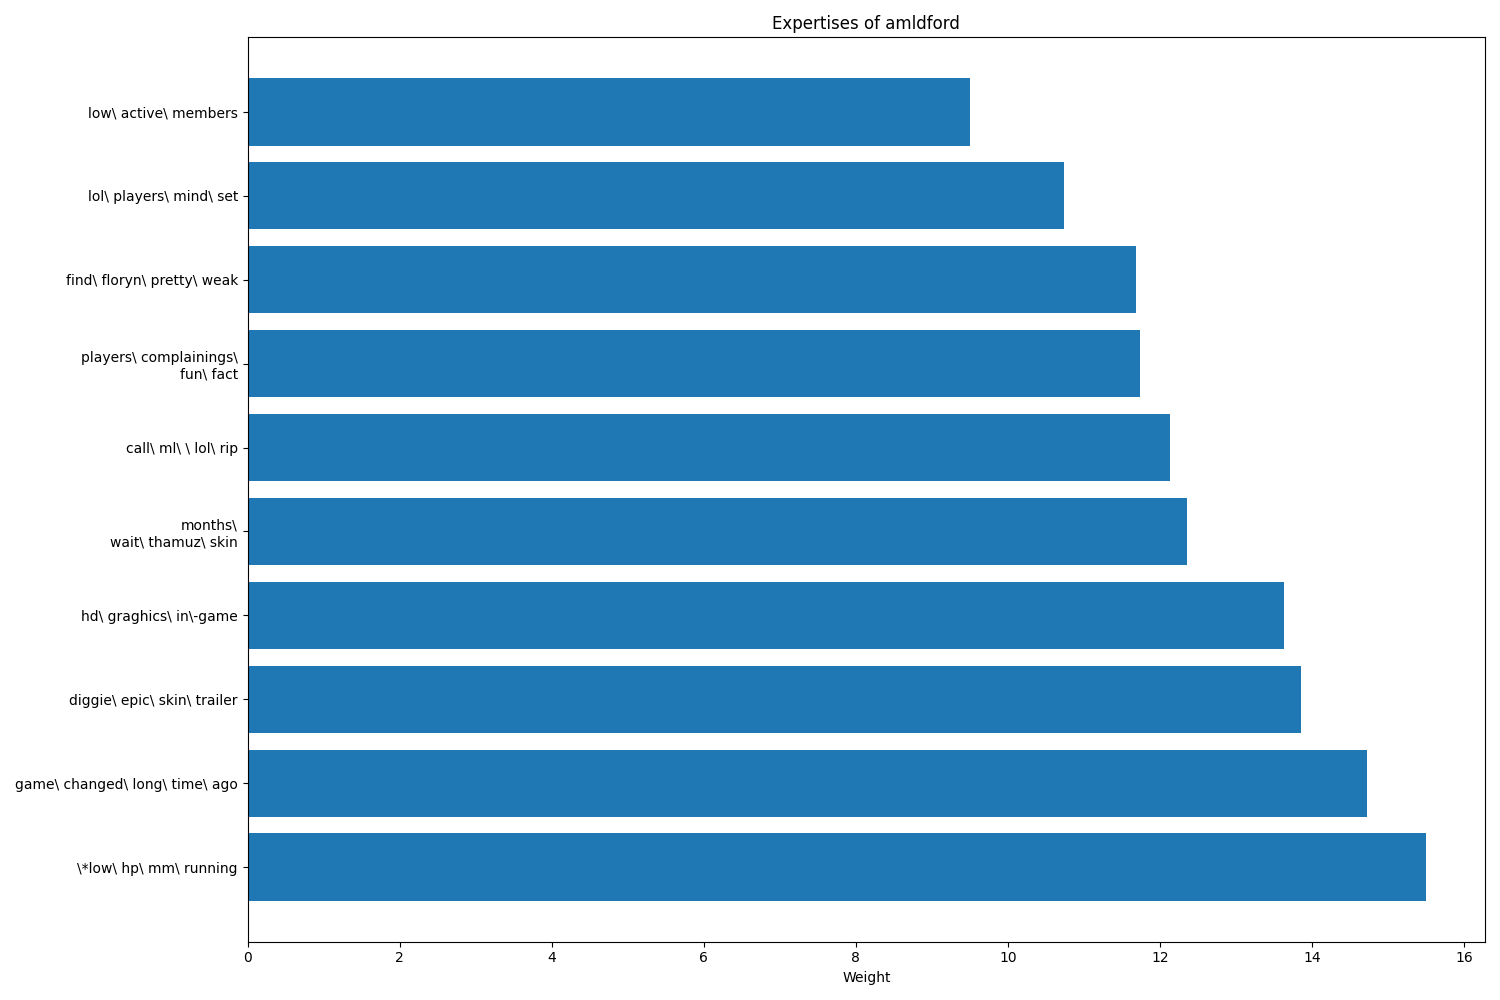 Expertises of amldford
low\ active\ members
lol\ players\ mind\ set
find\ floryn\ pretty\ weak
players\ complainings\
fun\ fact
call\ ml\ \ lol\ rip
months\
wait\ thamuz\ skin
hd\ graghics\ in\-game
diggie\ epic\ skin\ trailer
game\ changed\ long\ time\ ago
\*low\ hp\ mm\ running
0 2 4 6 8 10 12 14 16
Weight